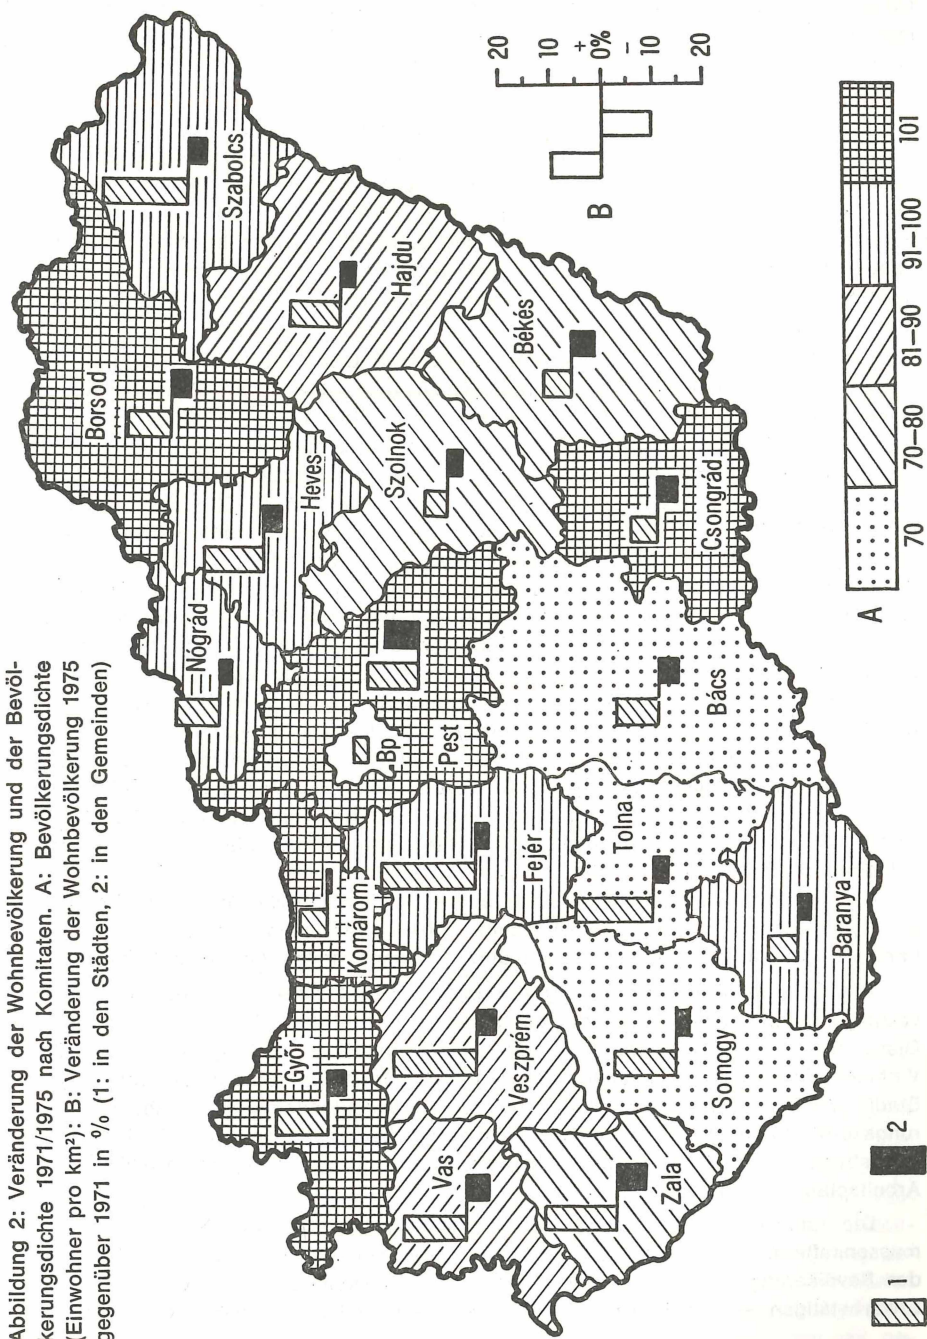 Abbildung 2: Veränderung der Wohnbevölkerung und der Bevöl-
kerungsdichte 1971/1975 nach Komitaten. A: Bevölkerungsdichte
(Einwohner pro km²): B: Veränderung der Wohnbevölkerung 1975
gegenüber 1971 in % (1: in den Städten, 2: in den Gemeinden)
Borsod
Szabolcs
Nógrád
Heves
Hajdu
Győr
Komárom
Bp
Pest
Szolnok
Békés
Vas
Veszprém
Fejér
Zala
Somogy
Tolna
Bács
Csongrád
Baranya
B
20
10
+
0%
-
10
20
A
70
70-80
81-90
91-100
101
1
2